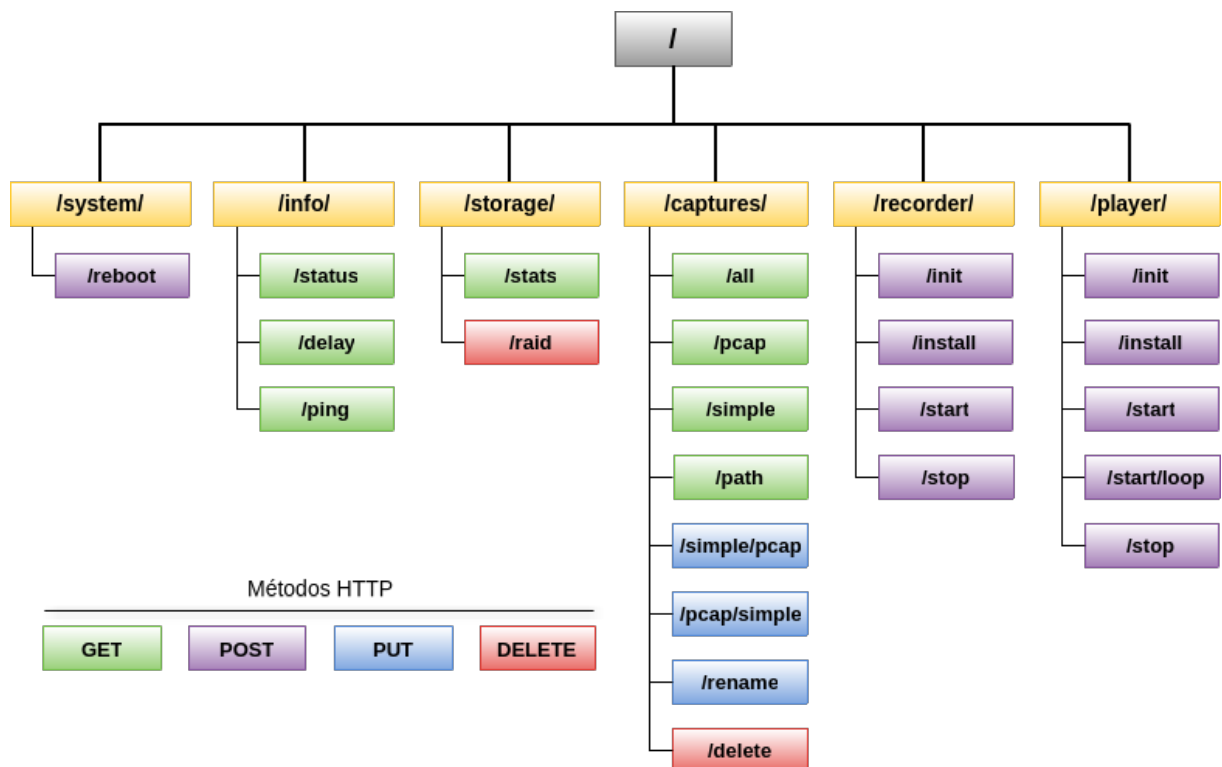 /
/system/
/info/
/storage/
/captures/
/recorder/
/player/
/reboot
/status
/delay
/ping
/stats
/raid
/all
/pcap
/simple
/path
/simple/pcap
/pcap/simple
/rename
/delete
/init
/install
/start
/stop
/init
/install
/start
/start/loop
/stop
Métodos HTTP
GET
POST
PUT
DELETE